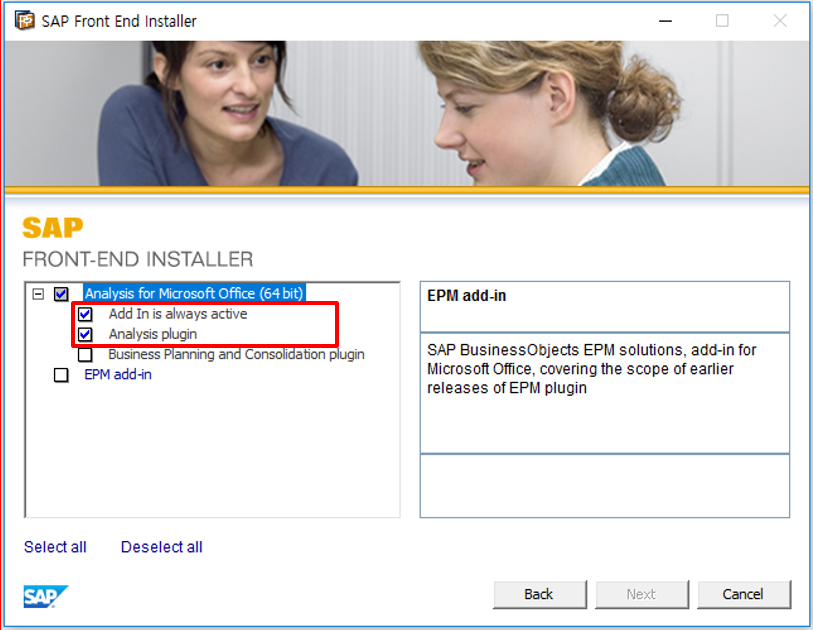 SAP Front End Installer
SAP
FRONT-END INSTALLER
Analysis for Microsoft Office (64 bit)
Add In is always active
Analysis plugin
Business Planning and Consolidation plugin
EPM add-in
EPM add-in
SAP BusinessObjects EPM solutions, add-in for
Microsoft Office, covering the scope of earlier
releases of EPM plugin
Select all Deselect all
SAP
Back Next Cancel